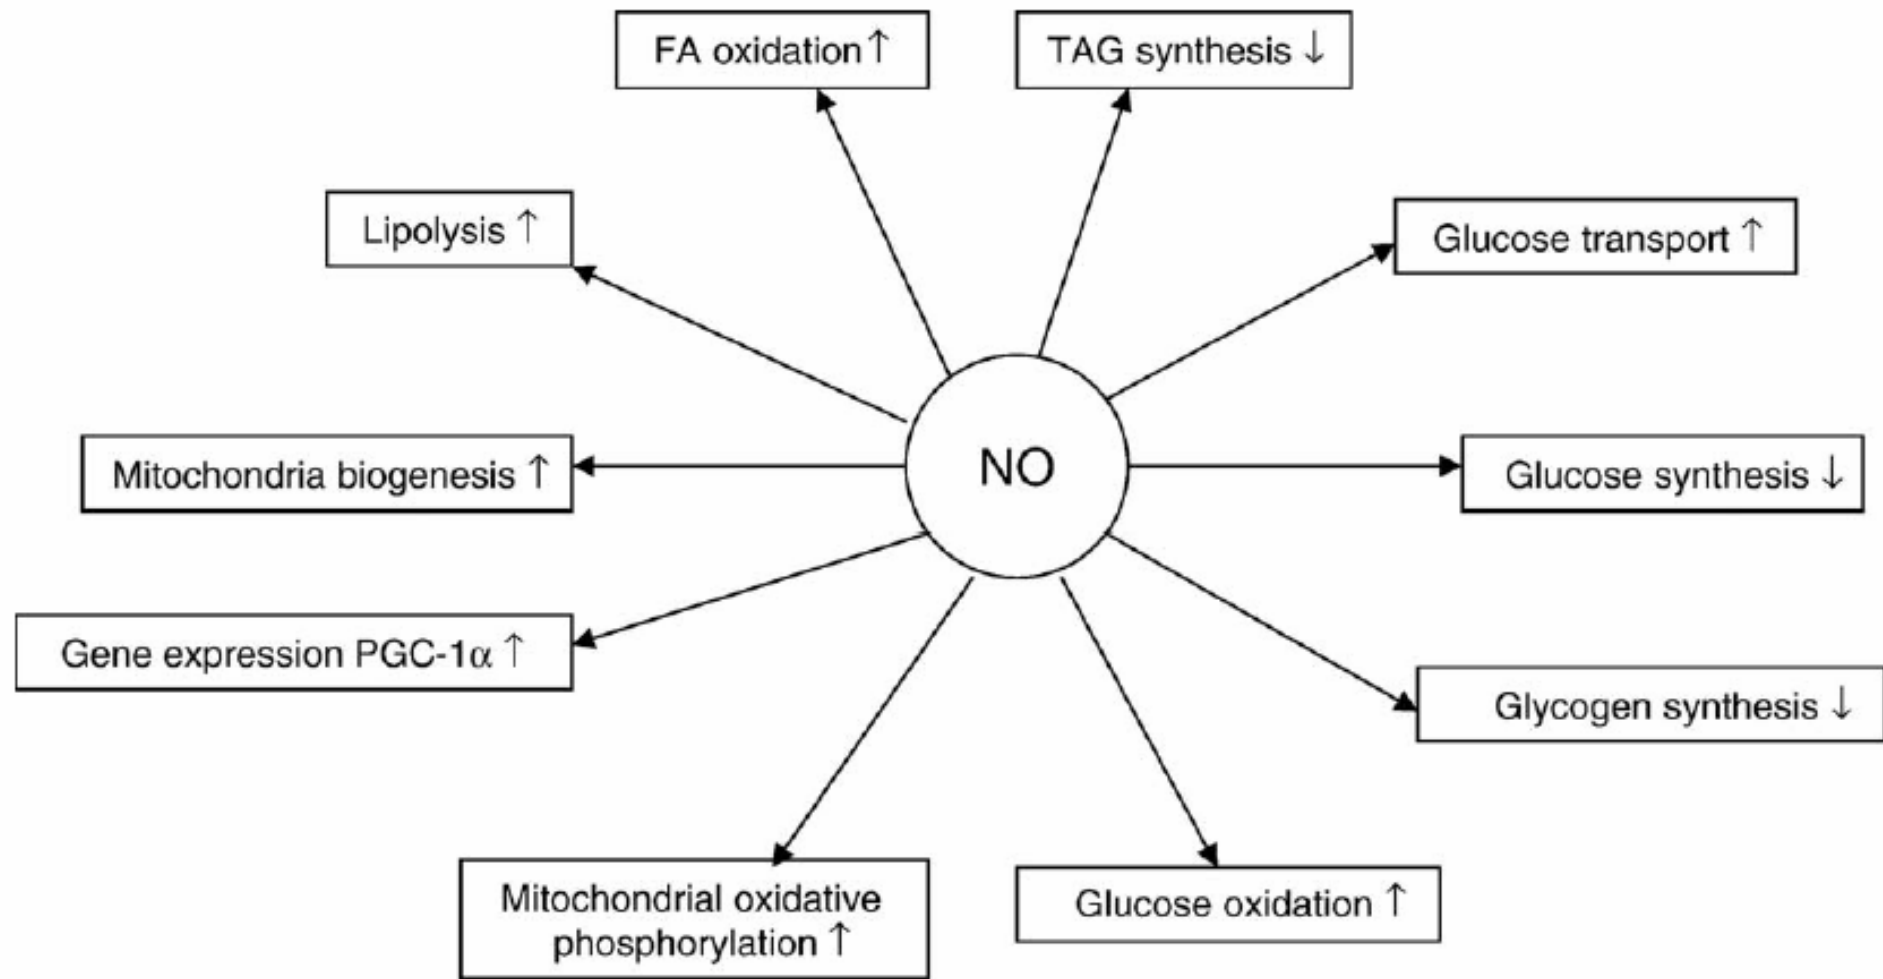 FA oxidation ↑
TAG synthesis ↓
Lipolysis ↑
Glucose transport ↑
NO
Mitochondria biogenesis ↑
Glucose synthesis ↓
Gene expression PGC-1α ↑
Glycogen synthesis ↓
Mitochondrial oxidative
phosphorylation ↑
Glucose oxidation ↑